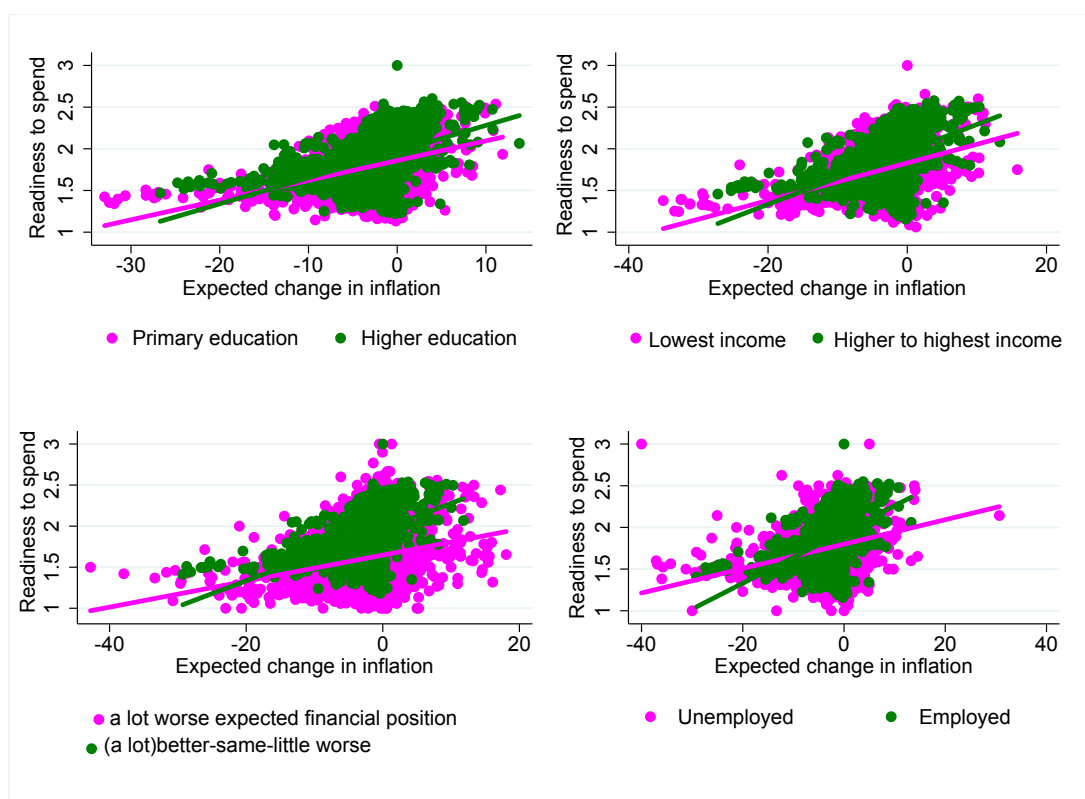 Readiness to spend
3
2.5
2
1.5
1
-30 -20 -10 0 10
Expected change in inflation
Primary education Higher education
Readiness to spend
3
2.5
2
1.5
1
-40 -20 0 20
Expected change in inflation
Lowest income Higher to highest income
Readiness to spend
3
2.5
2
1.5
1
-40 -20 0 20
Expected change in inflation
a lot worse expected financial position
(a lot)better-same-little worse
Readiness to spend
3
2.5
2
1.5
1
-40 -20 0 20 40
Expected change in inflation
Unemployed Employed